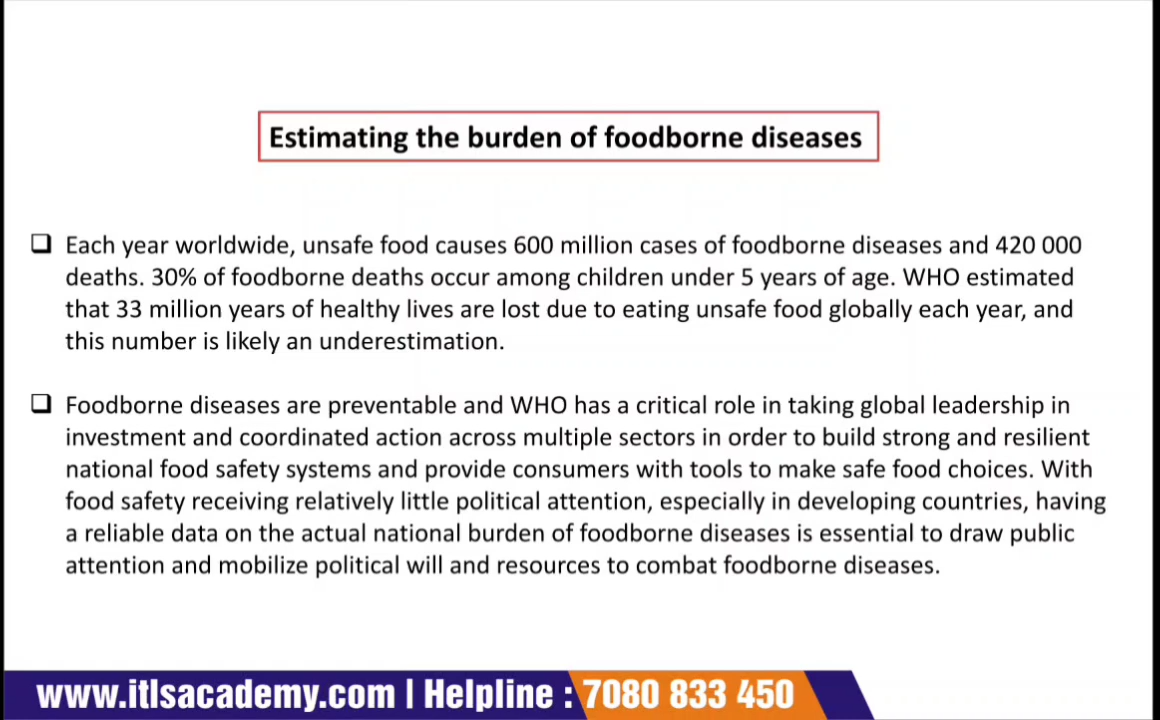 Estimating the burden of foodborne diseases
Each year worldwide, unsafe food causes 600 million cases of foodborne diseases and 420 000
deaths. 30% of foodborne deaths occur among children under 5 years of age. WHO estimated
that 33 million years of healthy lives are lost due to eating unsafe food globally each year, and
this number is likely an underestimation.
Foodborne diseases are preventable and WHO has a critical role in taking global leadership in
investment and coordinated action across multiple sectors in order to build strong and resilient
national food safety systems and provide consumers with tools to make safe food choices. With
food safety receiving relatively little political attention, especially in developing countries, having
a reliable data on the actual national burden of foodborne diseases is essential to draw public
attention and mobilize political will and resources to combat foodborne diseases.
www.itlsacademy.com | Helpline : 7080 833 450